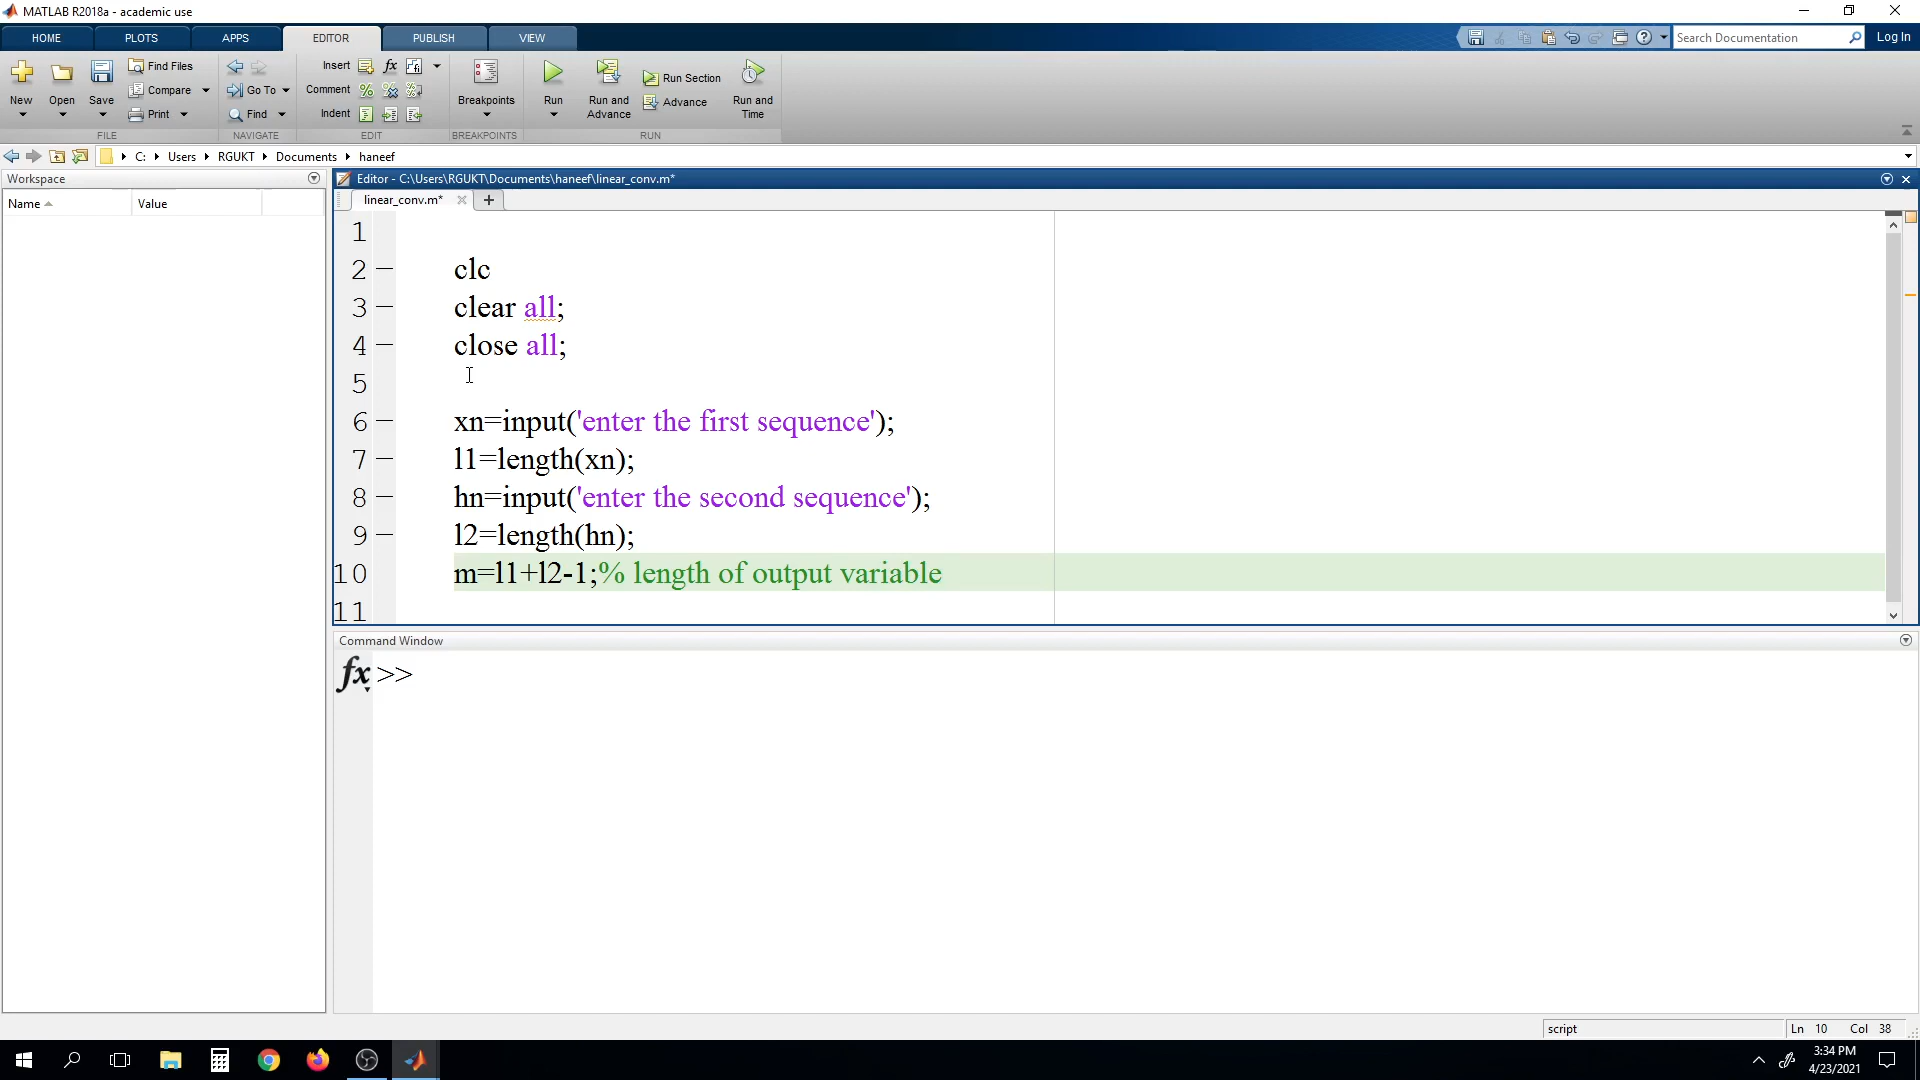 MATLAB R2018a - academic use
HOME PLOTS APPS EDITOR PUBLISH VIEW
Search Documentation Log In
New Open Save Find Files Compare Print
Go To Find
Insert fx
Comment
Indent
Breakpoints Run Run and Advance Run Section Advance Run and Time
FILE NAVIGATE EDIT BREAKPOINTS RUN
C: Users RGUKT Documents haneef
Workspace
Name Value
Editor - C:\Users\RGUKT\Documents\haneef\linear_conv.m*
linear_conv.m* +
1
2 clc
3 clear all;
4 close all;
5
6 xn=input('enter the first sequence');
7 l1=length(xn);
8 hn=input('enter the second sequence');
9 l2=length(hn);
10 m=l1+l2-1;% length of output variable
11
Command Window
fx >>
script Ln 10 Col 38
3:34 PM
4/23/2021